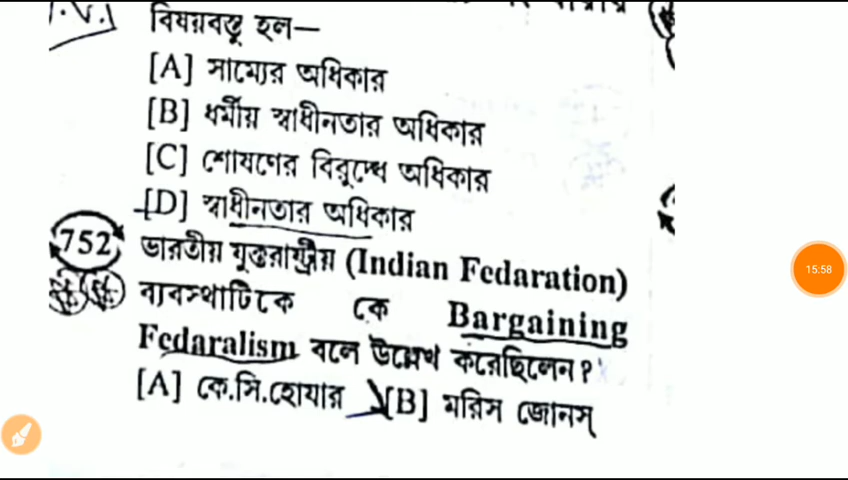 বিষয়বস্তু হল—
[A] সাম্যের অধিকার
[B] ধর্মীয় স্বাধীনতার অধিকার
[C] শোষণের বিরুদ্ধে অধিকার
[D] স্বাধীনতার অধিকার
752 ভারতীয় যুক্তরাষ্ট্রীয় (Indian Fedaration)
ব্যবস্থাটিকে কে Bargaining
Fedaralism বলে উল্লেখ করেছিলেন?
[A] কে.সি.হোয়ার [B] মরিস জোনস্
15:58